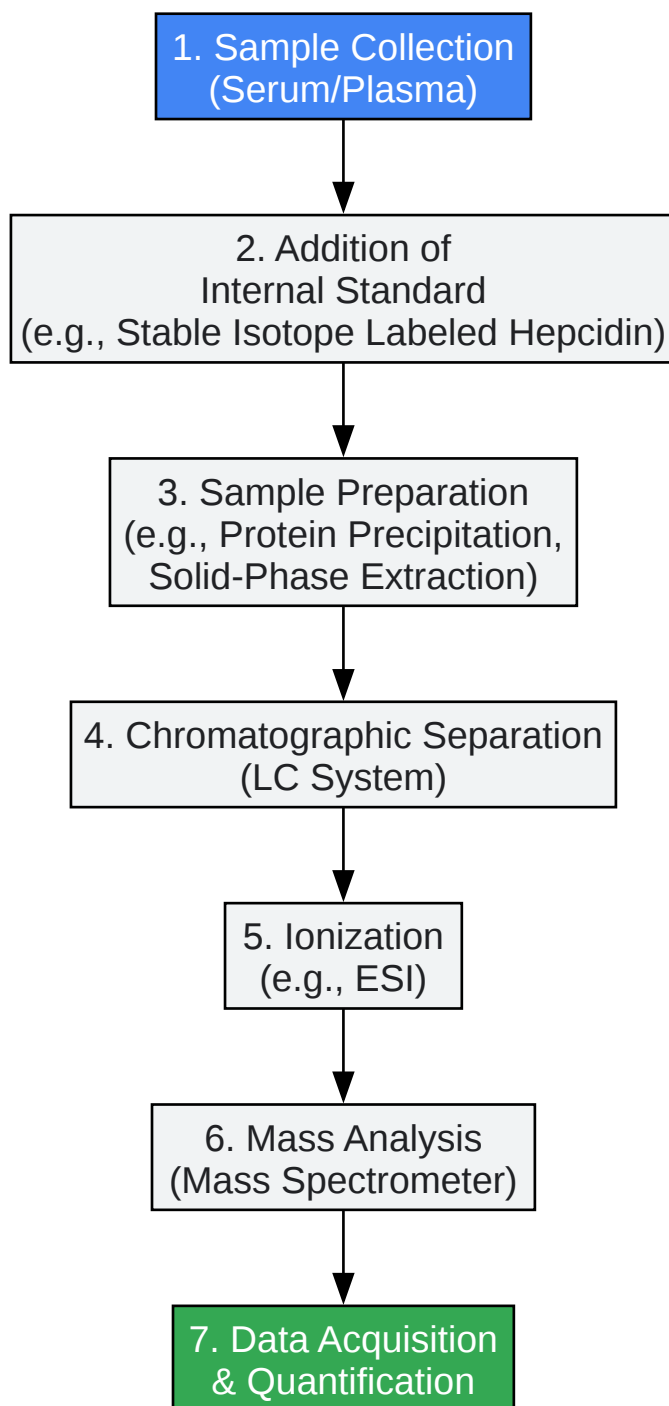 1. Sample Collection
(Serum/Plasma)
2. Addition of
Internal Standard
(e.g., Stable Isotope Labeled Hepcidin)
3. Sample Preparation
(e.g., Protein Precipitation,
Solid-Phase Extraction)
4. Chromatographic Separation
(LC System)
5. Ionization
(e.g., ESI)
6. Mass Analysis
(Mass Spectrometer)
7. Data Acquisition
& Quantification